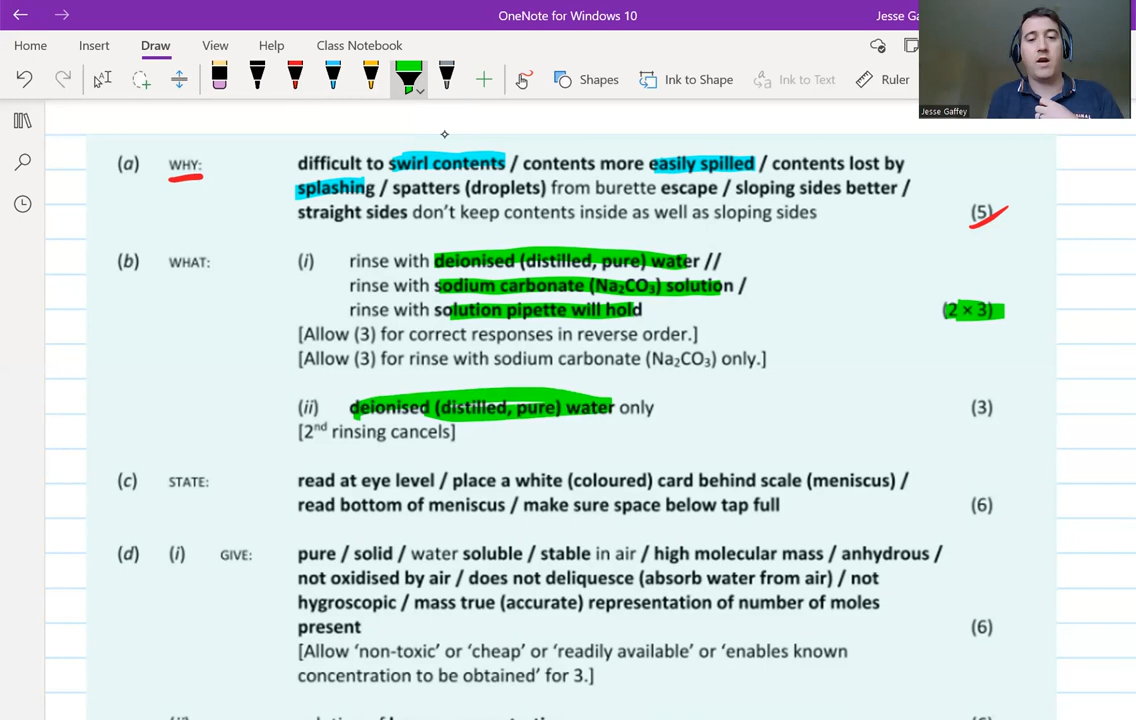 OneNote for Windows 10
Jesse Ga
Home Insert Draw View Help Class Notebook
Shapes Ink to Shape Ink to Text Ruler
Jesse Gaffey
(a) WHY: difficult to swirl contents / contents more easily spilled / contents lost by
splashing / spatters (droplets) from burette escape / sloping sides better /
straight sides don't keep contents inside as well as sloping sides (5)
(b) WHAT: (i) rinse with deionised (distilled, pure) water //
rinse with sodium carbonate (Na₂CO₃) solution /
rinse with solution pipette will hold (2 × 3)
[Allow (3) for correct responses in reverse order.]
[Allow (3) for rinse with sodium carbonate (Na₂CO₃) only.]
(ii) deionised (distilled, pure) water only (3)
[2nd rinsing cancels]
(c) STATE: read at eye level / place a white (coloured) card behind scale (meniscus) /
read bottom of meniscus / make sure space below tap full (6)
(d) (i) GIVE: pure / solid / water soluble / stable in air / high molecular mass / anhydrous /
not oxidised by air / does not deliquesce (absorb water from air) / not
hygroscopic / mass true (accurate) representation of number of moles
present (6)
[Allow 'non-toxic' or 'cheap' or 'readily available' or 'enables known
concentration to be obtained' for 3.]